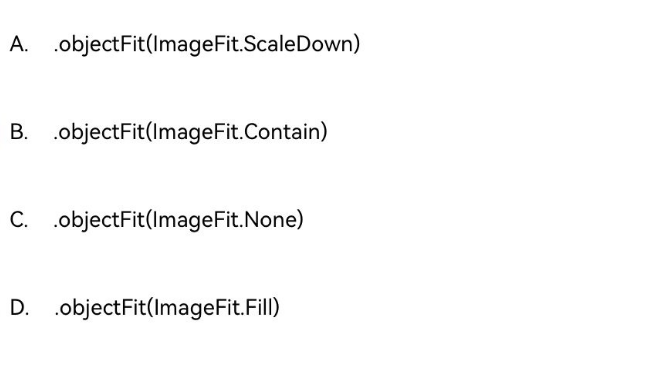 A. .objectFit(ImageFit.ScaleDown)
B. .objectFit(ImageFit.Contain)
C. .objectFit(ImageFit.None)
D. .objectFit(ImageFit.Fill)